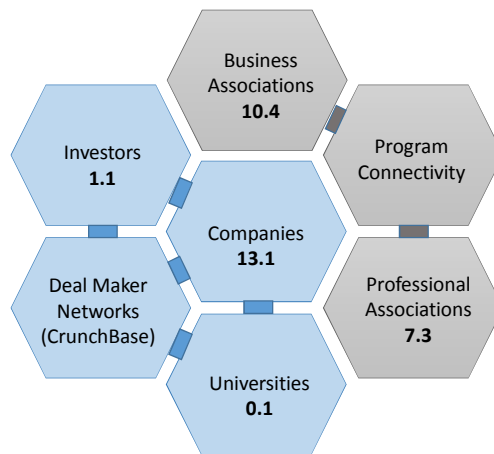 Business
Associations
10.4
Investors
1.1
Program
Connectivity
Companies
13.1
Deal Maker
Networks
(CrunchBase)
Professional
Associations
7.3
Universities
0.1